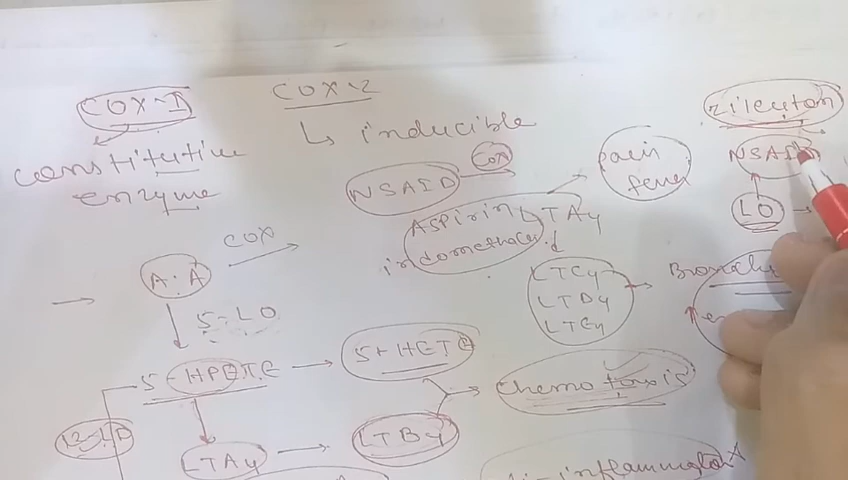 COX-I
constitutive
enzyme
COX-2
↳ inducible
NSAID
COX
Aspirin
indomethacin
pain
fever
zileuton
NSAID
LO
A.A
COX
LTA4
LTC4
LTD4
LTE4
5-LO
5-HPETE
5-HETE
chemotaxis
12-LO
LTA4
LTB4